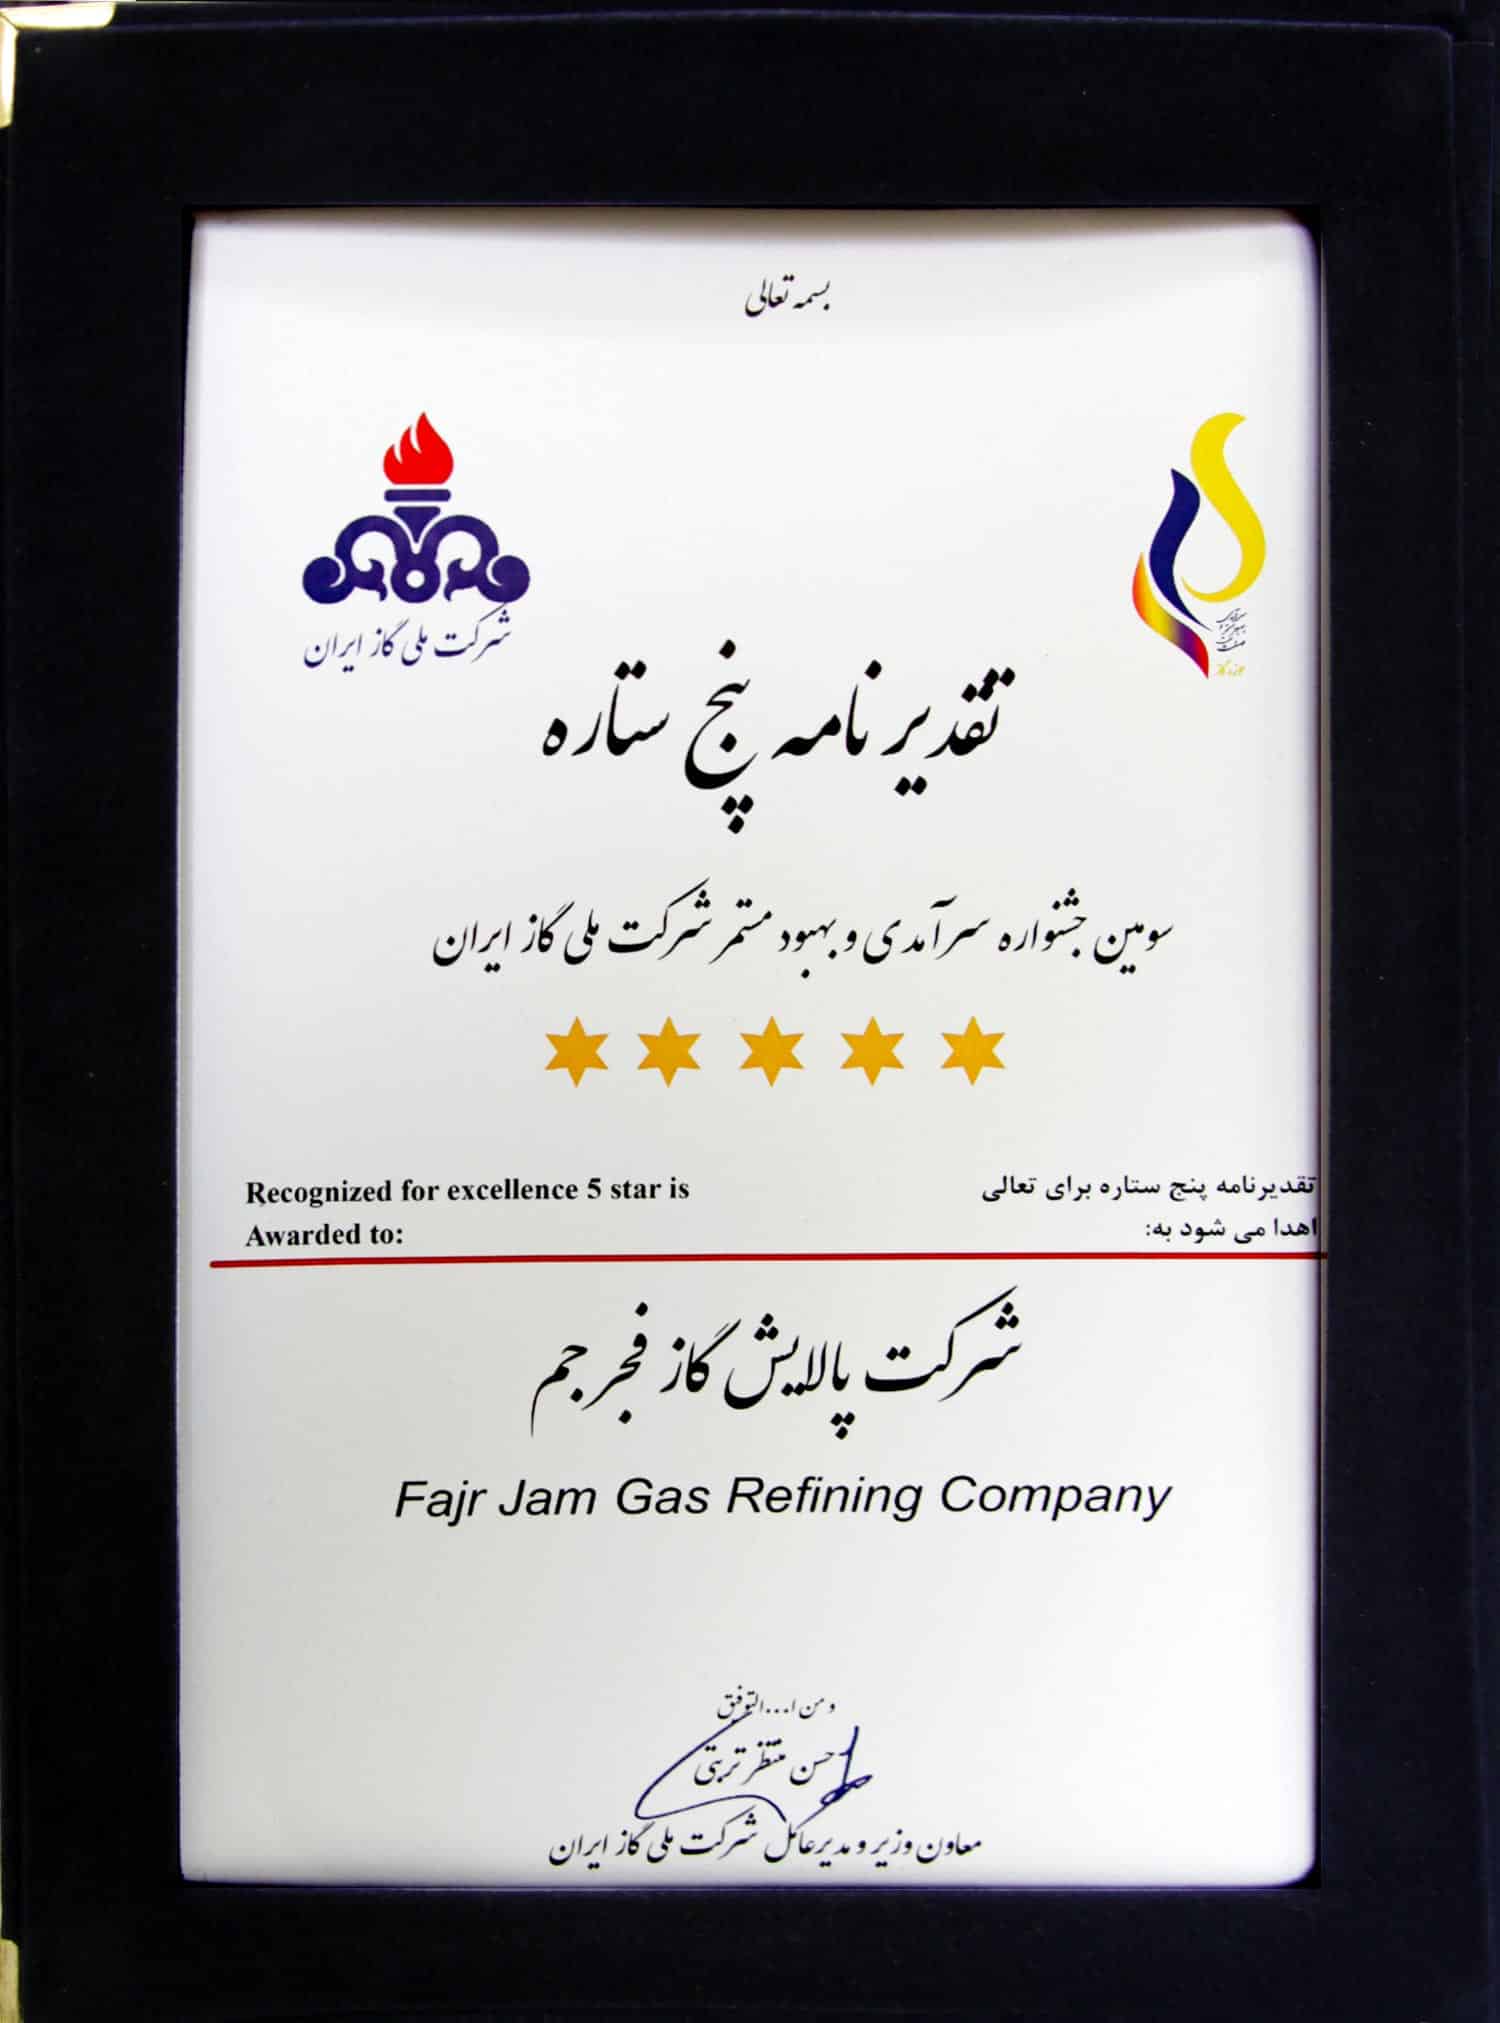 بسمه تعالی
شرکت ملی گاز ایران
تقدیرنامه پنج ستاره
سومین جشنواره سرآمدی و بهبود مستمر شرکت ملی گاز ایران
تقدیرنامه پنج ستاره برای تعالی
اهدا می شود به:
Recognized for excellence 5 star is
Awarded to:
شرکت پالایش گاز فجر جم
Fajr Jam Gas Refining Company
و من ا...التوفیق
حسن منتظر تربتی
معاون وزیر و مدیرعامل شرکت ملی گاز ایران